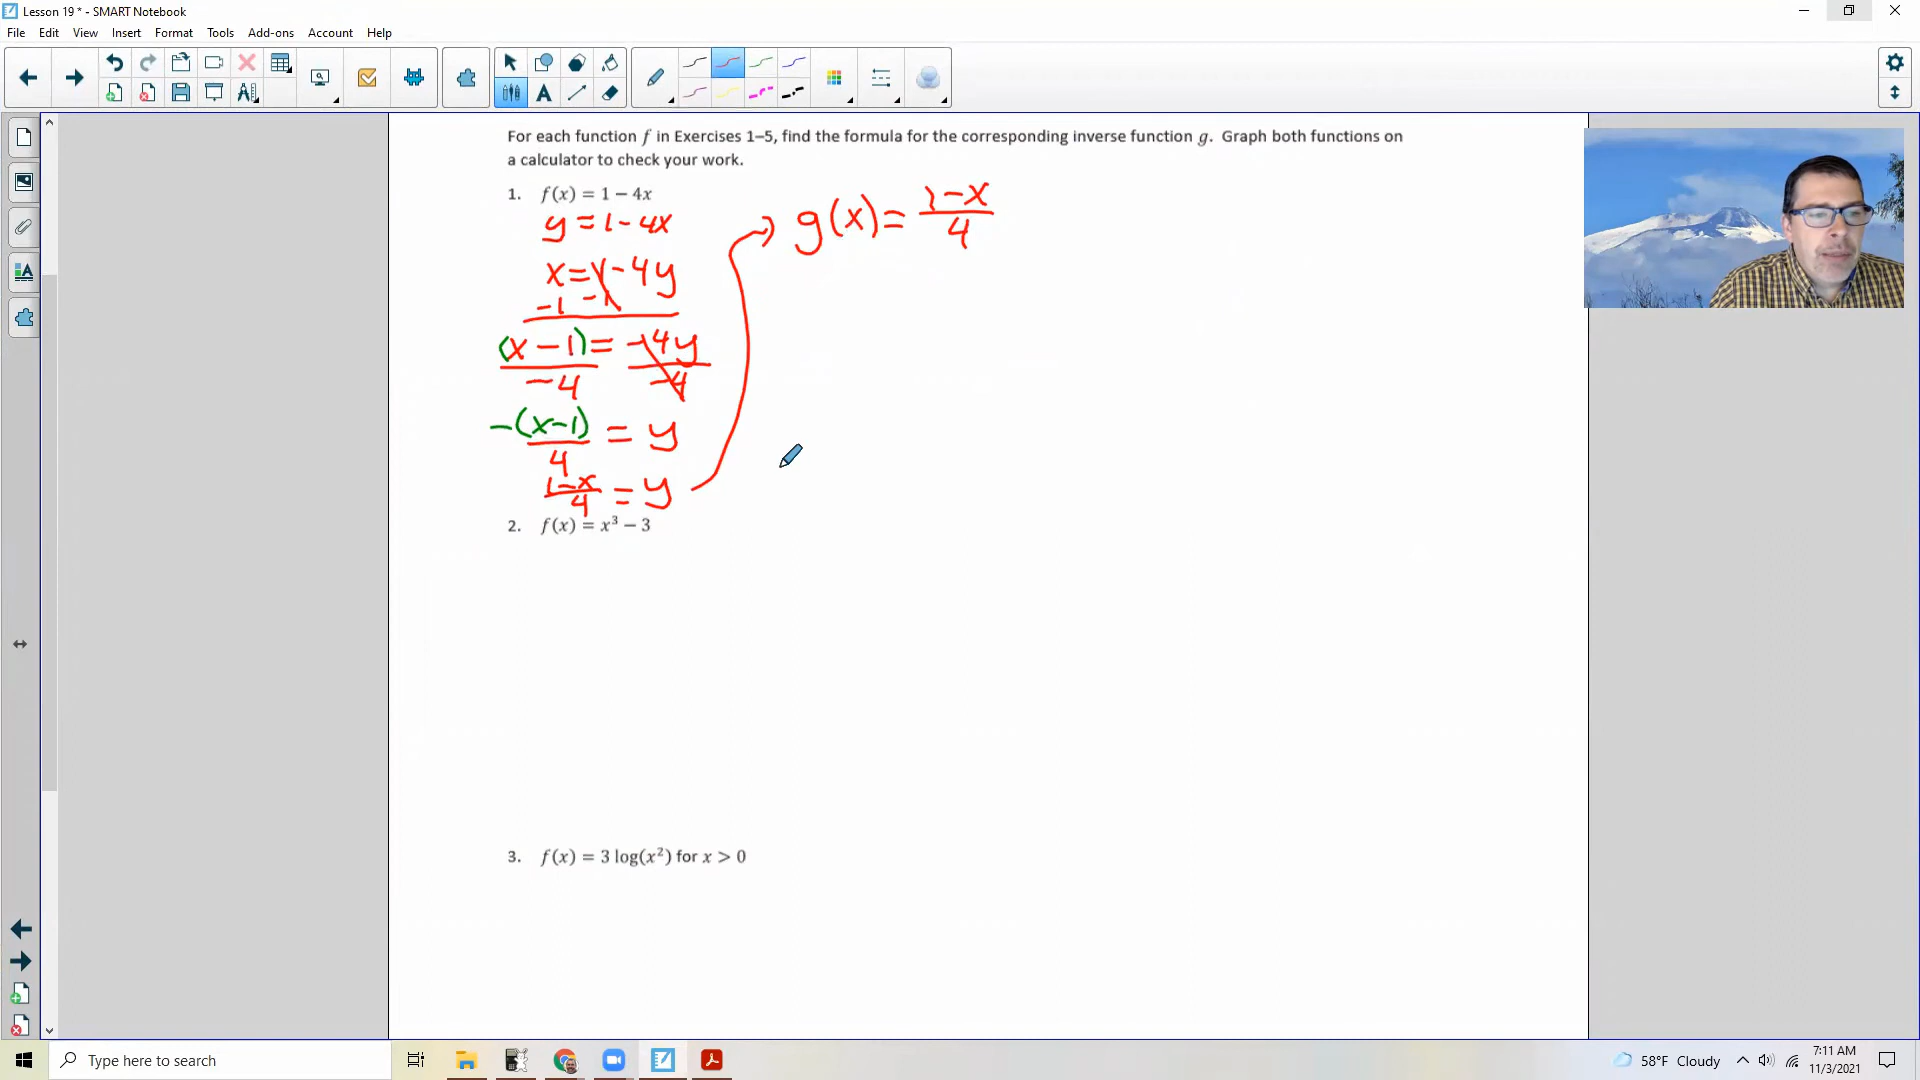 Lesson 19 * - SMART Notebook
File Edit View Insert Format Tools Add-ons Account Help
For each function f in Exercises 1–5, find the formula for the corresponding inverse function g. Graph both functions on
a calculator to check your work.
1. f(x) = 1 − 4x
y = 1 - 4x
x = 1 - 4y
-1 -1
(x - 1) = -4y
-4 -4
-(x-1) = y
4
1-x = y
4
g(x) = 1-x
4
2. f(x) = x³ − 3
3. f(x) = 3 log(x²) for x > 0
Type here to search
58°F Cloudy
7:11 AM
11/3/2021